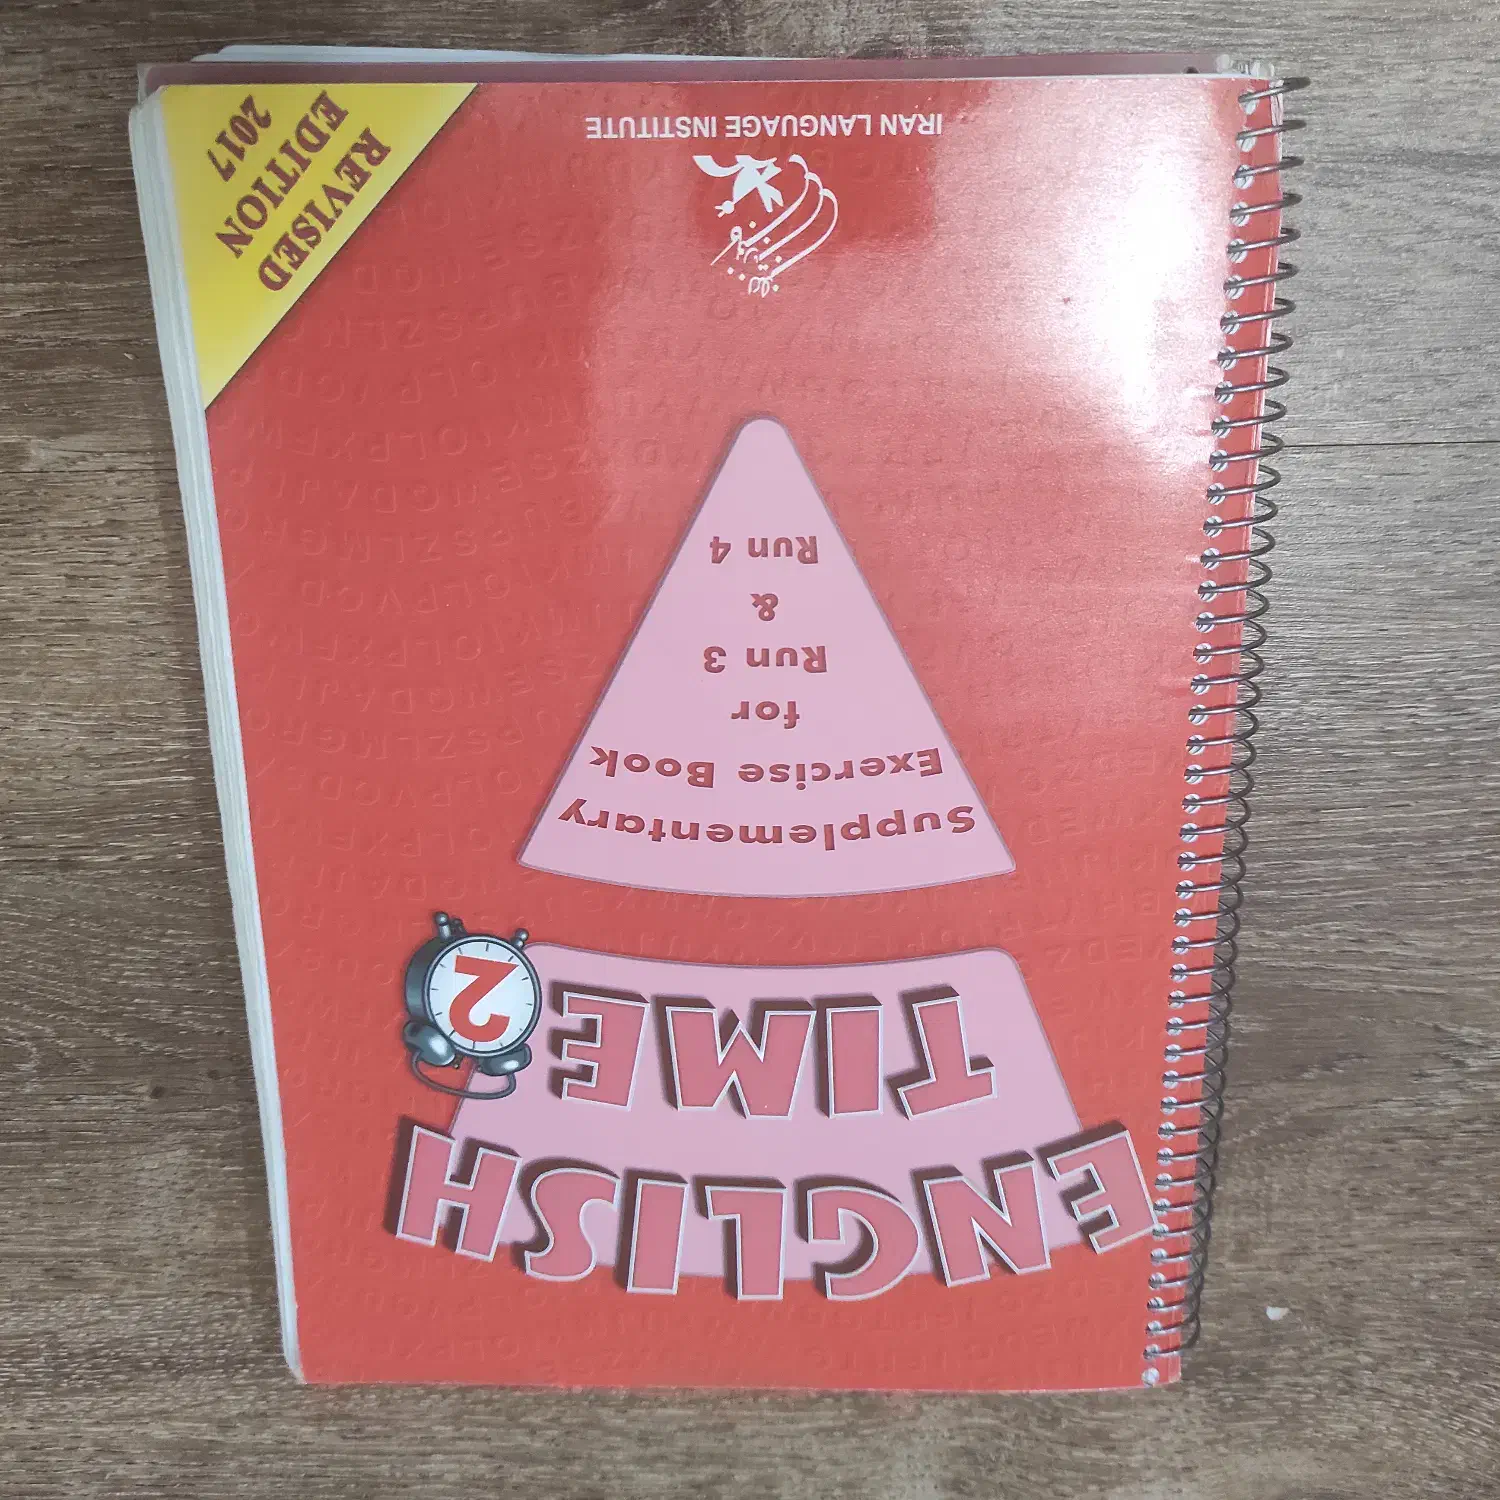 ENGLISH
TIME
2
Supplementary
Exercise Book
for
Run 3
&
Run 4
IRAN LANGUAGE INSTITUTE
REVISED
EDITION
2017